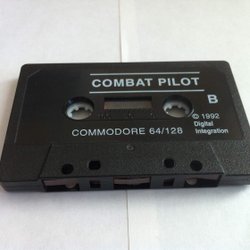 COMBAT PILOT
B
© 1992
Digital
Integration
COMMODORE 64/128